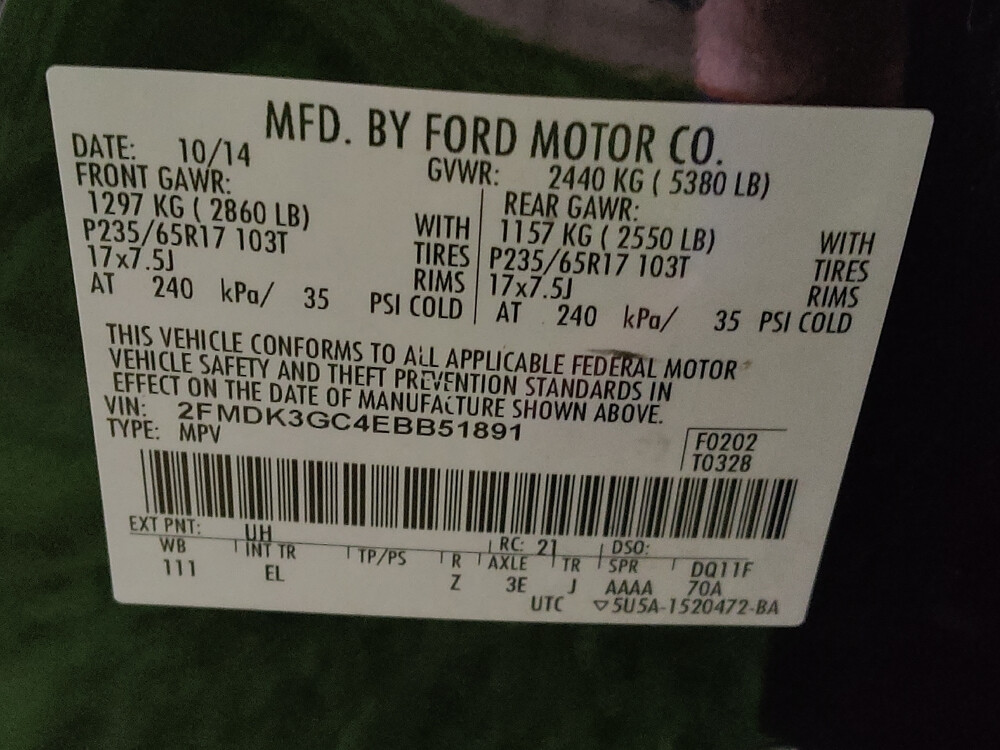 MFD. BY FORD MOTOR CO.
DATE: 10/14 GVWR: 2440 KG ( 5380 LB)
FRONT GAWR: REAR GAWR:
1297 KG ( 2860 LB) WITH 1157 KG ( 2550 LB) WITH
P235/65R17 103T TIRES P235/65R17 103T TIRES
17x7.5J RIMS 17x7.5J RIMS
AT 240 kPa/ 35 PSI COLD AT 240 kPa/ 35 PSI COLD
THIS VEHICLE CONFORMS TO ALL APPLICABLE FEDERAL MOTOR
VEHICLE SAFETY AND THEFT PREVENTION STANDARDS IN
EFFECT ON THE DATE OF MANUFACTURE SHOWN ABOVE.
VIN: 2FMDK3GC4EBB51891
TYPE: MPV
F0202
T0328
EXT PNT: UH RC: 21 DSO:
WB INT TR TP/PS R AXLE TR SPR DQ11F
111 EL Z 3E J AAAA 70A
UTC ▽5U5A-1520472-BA